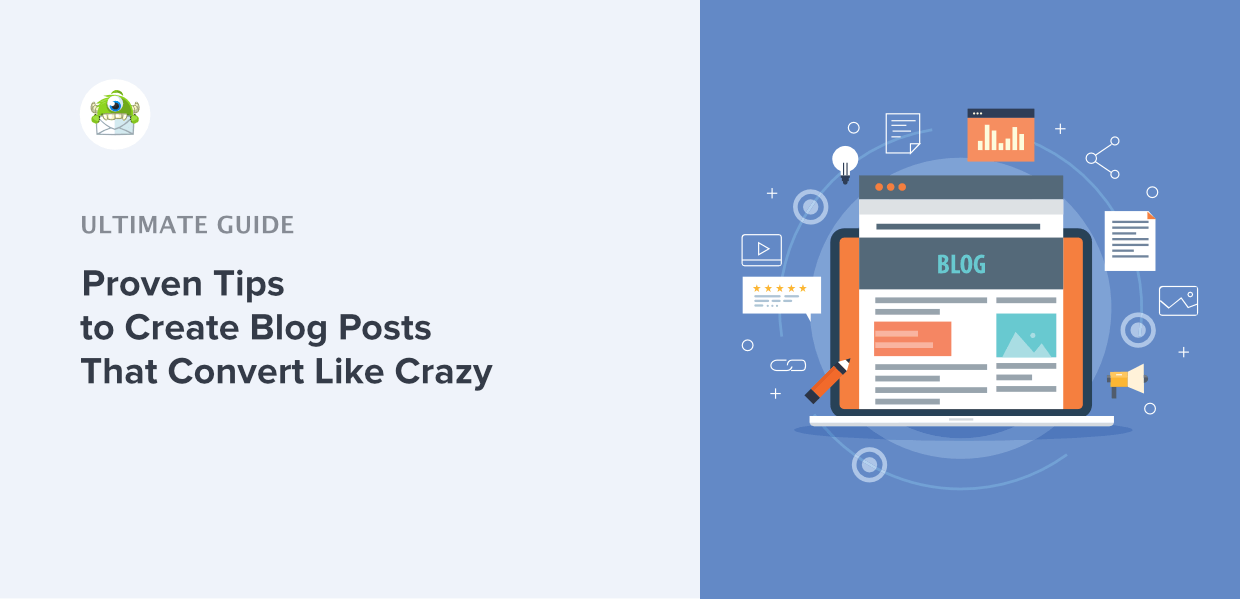 ULTIMATE GUIDE
Proven Tips
to Create Blog Posts
That Convert Like Crazy
BLOG